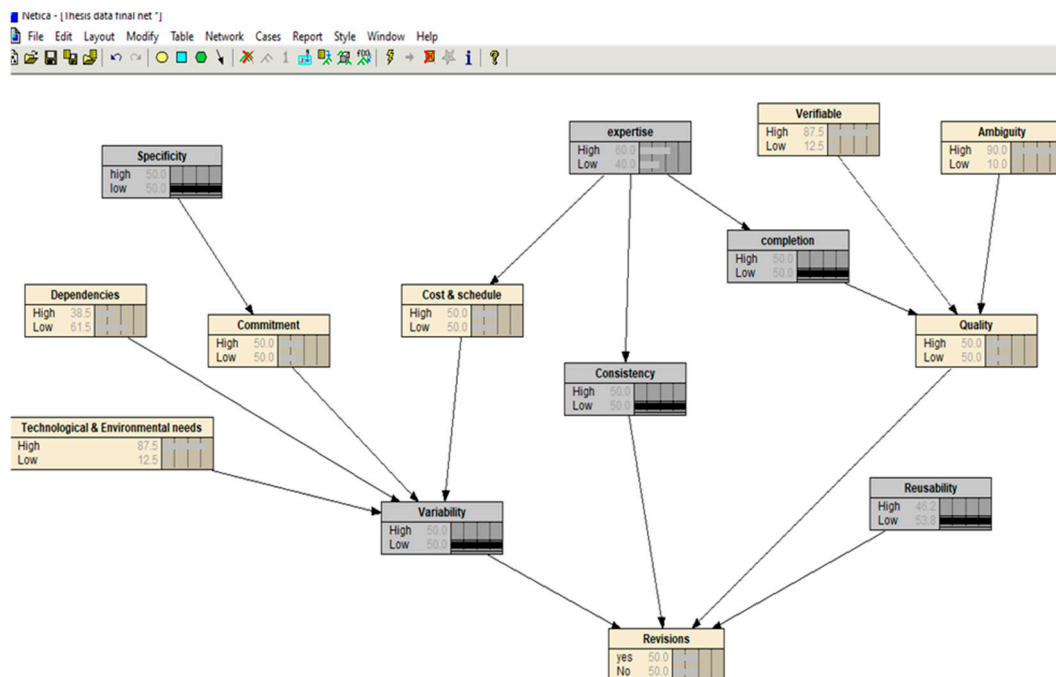 Netica - [Thesis data final net *]
File Edit Layout Modify Table Network Cases Report Style Window Help
Verifiable
High 87.5
Low 12.5
expertise
High 60.0
Low 40.0
Ambiguity
High 90.0
Low 10.0
Specificity
high 50.0
low 50.0
completion
High 50.0
Low 50.0
Dependencies
High 38.5
Low 61.5
Cost & schedule
High 50.0
Low 50.0
Commitment
High 50.0
Low 50.0
Quality
High 50.0
Low 50.0
Consistency
High 50.0
Low 50.0
Technological & Environmental needs
High 87.5
Low 12.5
Reusability
High 46.2
Low 53.8
Variability
High 50.0
Low 50.0
Revisions
yes 50.0
No 50.0